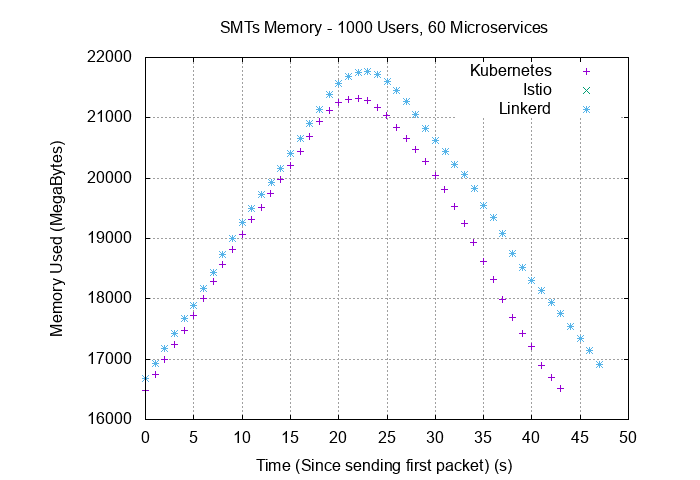 SMTs Memory - 1000 Users, 60 Microservices
22000
21000
20000
19000
18000
17000
16000
Memory Used (MegaBytes)
Kubernetes
Istio
Linkerd
0 5 10 15 20 25 30 35 40 45 50
Time (Since sending first packet) (s)